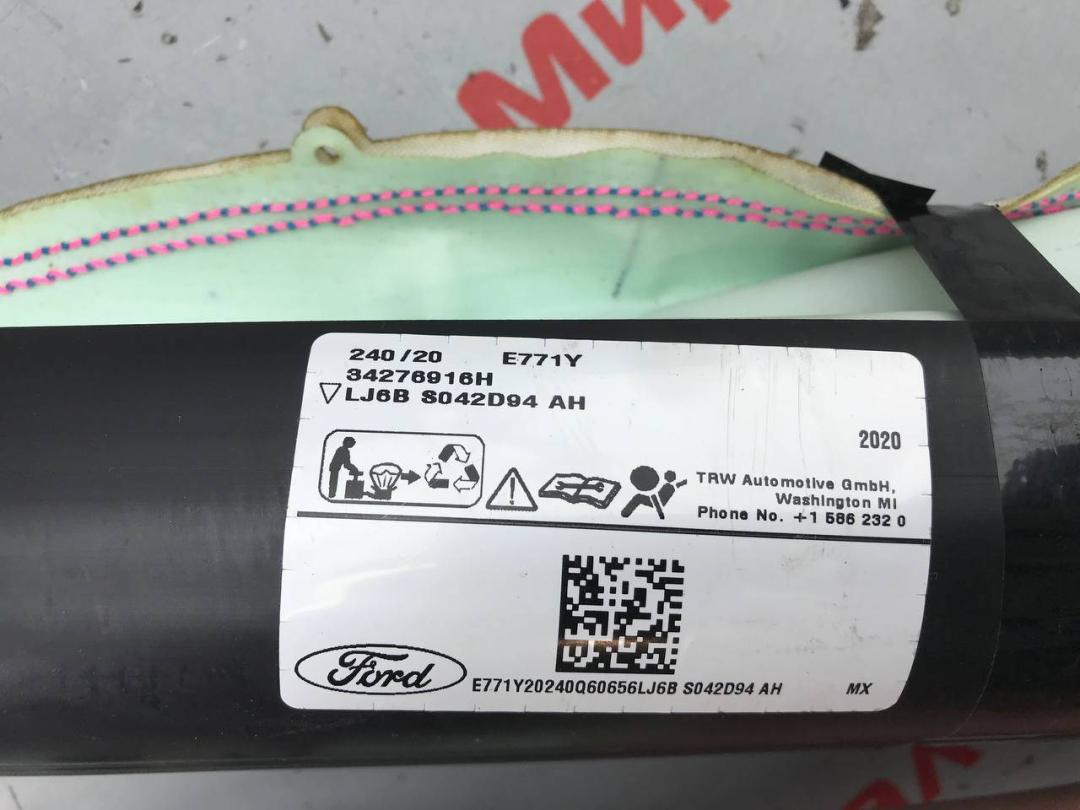 Мир
240/20 E771Y
34276916H
LJ6B S042D94 AH
2020
TRW Automotive GmbH,
Washington MI
Phone No. +1 586 232 0
Ford
E771Y20240Q60656LJ6B S042D94 AH MX